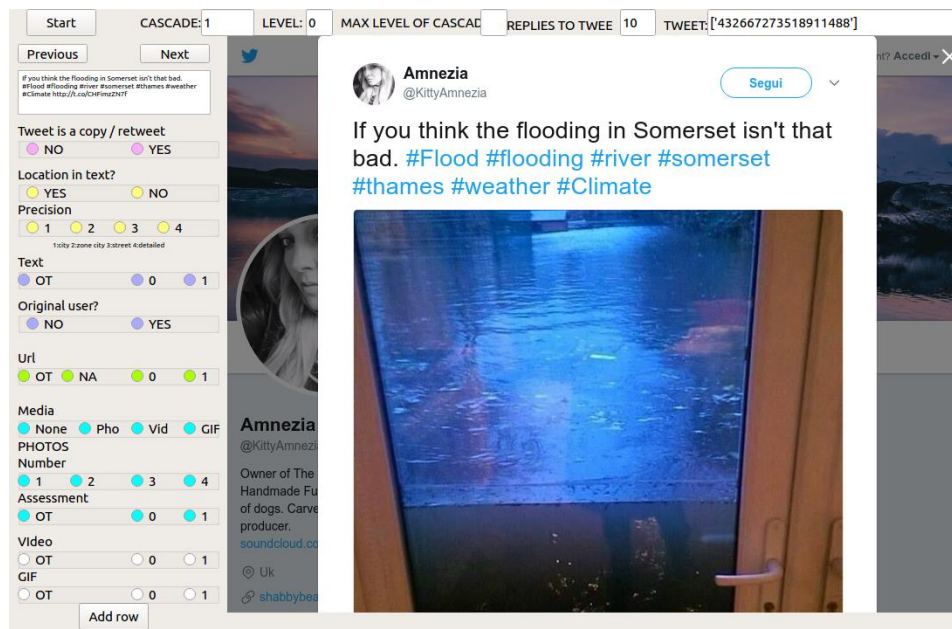 Start CASCADE: 1 LEVEL: 0 MAX LEVEL OF CASCAD REPLIES TO TWEE 10 TWEET: ['432667273518911488']
Previous Next
If you think the flooding in Somerset isn't that bad.
#Flood #flooding #river #somerset #thames #weather
#Climate http://t.co/CHFimzZN7f
Tweet is a copy / retweet
NO YES
Location in text?
YES NO
Precision
1 2 3 4
1:city 2:zone city 3:street 4:detailed
Text
OT 0 1
Original user?
NO YES
Url
OT NA 0 1
Media
None Pho Vid GIF
PHOTOS
Number
1 2 3 4
Assessment
OT 0 1
VIdeo
OT 0 1
GIF
OT 0 1
Add row
Accedi
Amnezia
@KittyAmnezia
Segui
If you think the flooding in Somerset isn't that
bad. #Flood #flooding #river #somerset
#thames #weather #Climate
Amnezia
@KittyAmnezi
Owner of The
Handmade Fu
of dogs. Carve
producer.
soundcloud.co
Uk
shabbybea